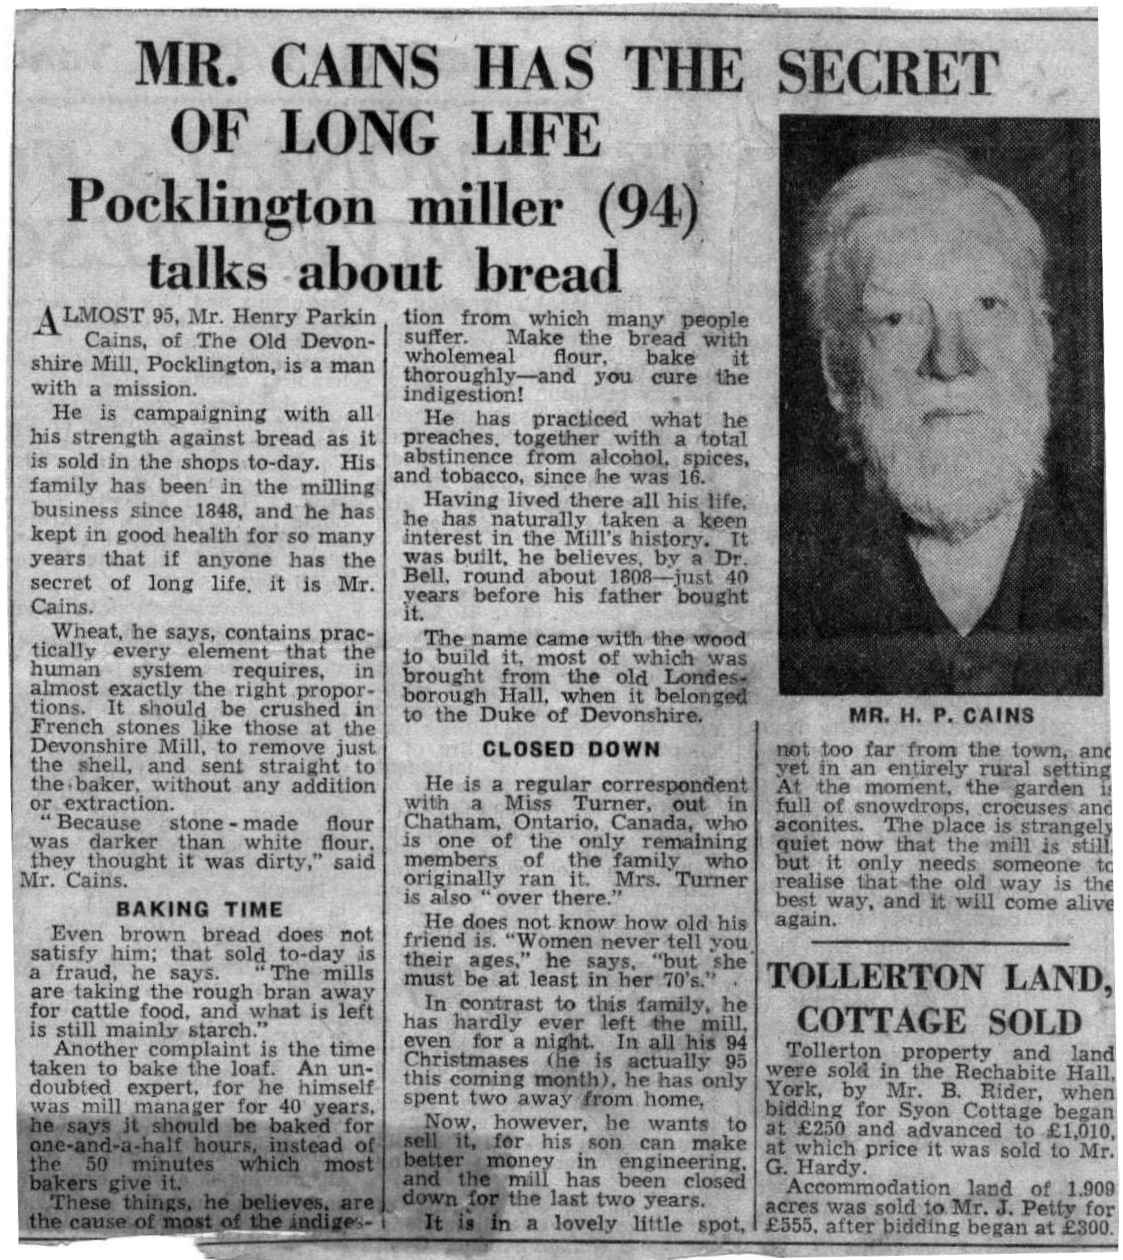 MR. CAINS HAS THE SECRET
OF LONG LIFE
Pocklington miller (94)
talks about bread
ALMOST 95, Mr. Henry Parkin
Cains, of The Old Devon-
shire Mill, Pocklington, is a man
with a mission.
He is campaigning with all
his strength against bread as it
is sold in the shops to-day. His
family has been in the milling
business since 1848, and he has
kept in good health for so many
years that if anyone has the
secret of long life, it is Mr.
Cains.
Wheat, he says, contains prac-
tically every element that the
human system requires, in
almost exactly the right propor-
tions. It should be crushed in
French stones like those at the
Devonshire Mill, to remove just
the shell, and sent straight to
the baker, without any addition
or extraction.
"Because stone-made flour
was darker than white flour,
they thought it was dirty," said
Mr. Cains.
BAKING TIME
Even brown bread does not
satisfy him; that sold to-day is
a fraud, he says. "The mills
are taking the rough bran away
for cattle food, and what is left
is still mainly starch."
Another complaint is the time
taken to bake the loaf. An un-
doubted expert, for he himself
was mill manager for 40 years,
he says it should be baked for
one-and-a-half hours, instead of
the 50 minutes which most
bakers give it.
These things, he believes, are
the cause of most of the indiges-
tion from which many people
suffer. Make the bread with
wholemeal flour, bake it
thoroughly—and you cure the
indigestion!
He has practiced what he
preaches, together with a total
abstinence from alcohol, spices,
and tobacco, since he was 16.
Having lived there all his life,
he has naturally taken a keen
interest in the Mill's history. It
was built, he believes, by a Dr.
Bell, round about 1808—just 40
years before his father bought
it.
The name came with the wood
to build it, most of which was
brought from the old Londes-
borough Hall, when it belonged
to the Duke of Devonshire.
CLOSED DOWN
He is a regular correspondent
with a Miss Turner, out in
Chatham, Ontario, Canada, who
is one of the only remaining
members of the family who
originally ran it. Mrs. Turner
is also "over there."
He does not know how old his
friend is. "Women never tell you
their ages," he says, "but she
must be at least in her 70's."
In contrast to this family, he
has hardly ever left the mill,
even for a night. In all his 94
Christmases (he is actually 95
this coming month), he has only
spent two away from home.
Now, however, he wants to
sell it, for his son can make
better money in engineering,
and the mill has been closed
down for the last two years.
It is in a lovely little spot,
MR. H. P. CAINS
not too far from the town, and
yet in an entirely rural setting
At the moment, the garden is
full of snowdrops, crocuses and
aconites. The place is strangely
quiet now that the mill is still,
but it only needs someone to
realise that the old way is the
best way, and it will come alive
again.
TOLLERTON LAND,
COTTAGE SOLD
Tollerton property and land
were sold in the Rechabite Hall,
York, by Mr. B. Rider, when
bidding for Syon Cottage began
at £250 and advanced to £1,010,
at which price it was sold to Mr.
G. Hardy.
Accommodation land of 1.909
acres was sold to Mr. J. Petty for
£555, after bidding began at £300.